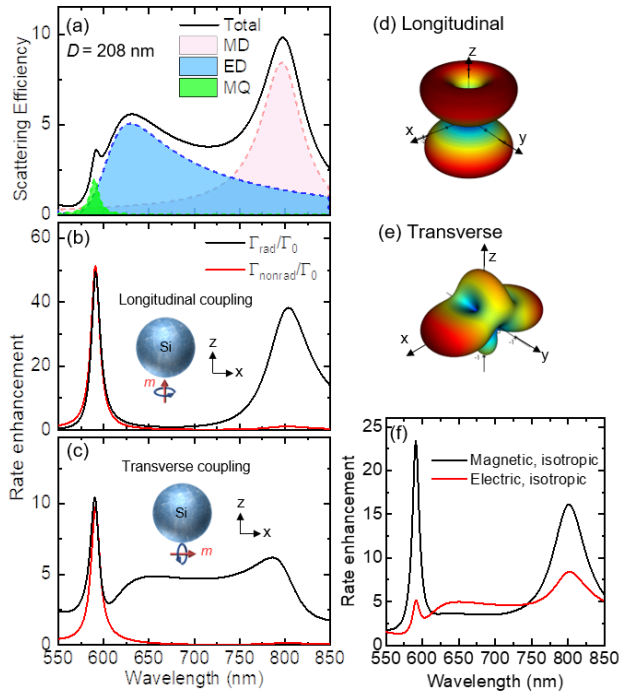 (a)
D = 208 nm
Total
MD
ED
MQ
10
5
0
Scattering Efficiency
(b)
Γrad/Γ0
Γnonrad/Γ0
Longitudinal coupling
Si
z
x
m
60
40
20
0
Rate enhancement
(c)
Transverse coupling
Si
z
x
m
10
5
0
550 600 650 700 750 800 850
Wavelength (nm)
(d) Longitudinal
z
x
y
(e) Transverse
z
x
y
(f)
Magnetic, isotropic
Electric, isotropic
25
20
15
10
5
0
Rate enhancement
550 600 650 700 750 800 850
Wavelength (nm)